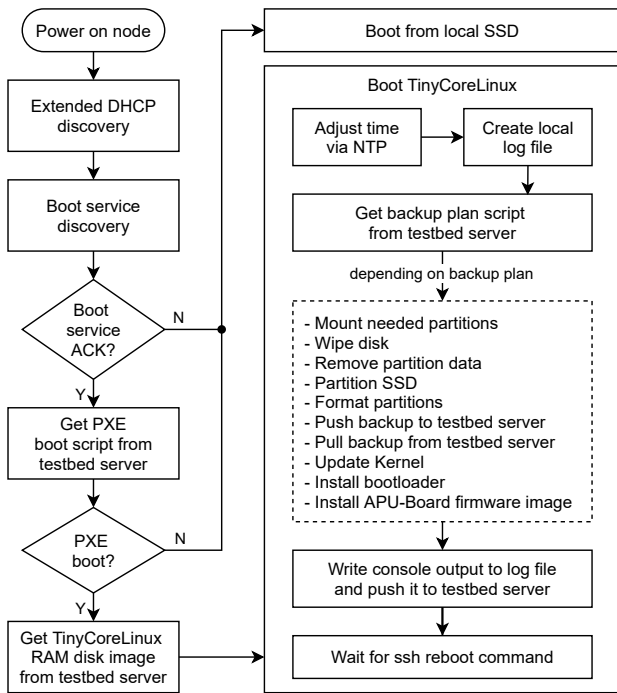 Power on node
Extended DHCP
discovery
Boot service
discovery
Boot
service
ACK?
N
Y
Get PXE
boot script from
testbed server
PXE
boot?
N
Y
Get TinyCoreLinux
RAM disk image
from testbed server
Boot from local SSD
Boot TinyCoreLinux
Adjust time
via NTP
Create local
log file
Get backup plan script
from testbed server
depending on backup plan
- Mount needed partitions
- Wipe disk
- Remove partition data
- Partition SSD
- Format partitions
- Push backup to testbed server
- Pull backup from testbed server
- Update Kernel
- Install bootloader
- Install APU-Board firmware image
Write console output to log file
and push it to testbed server
Wait for ssh reboot command